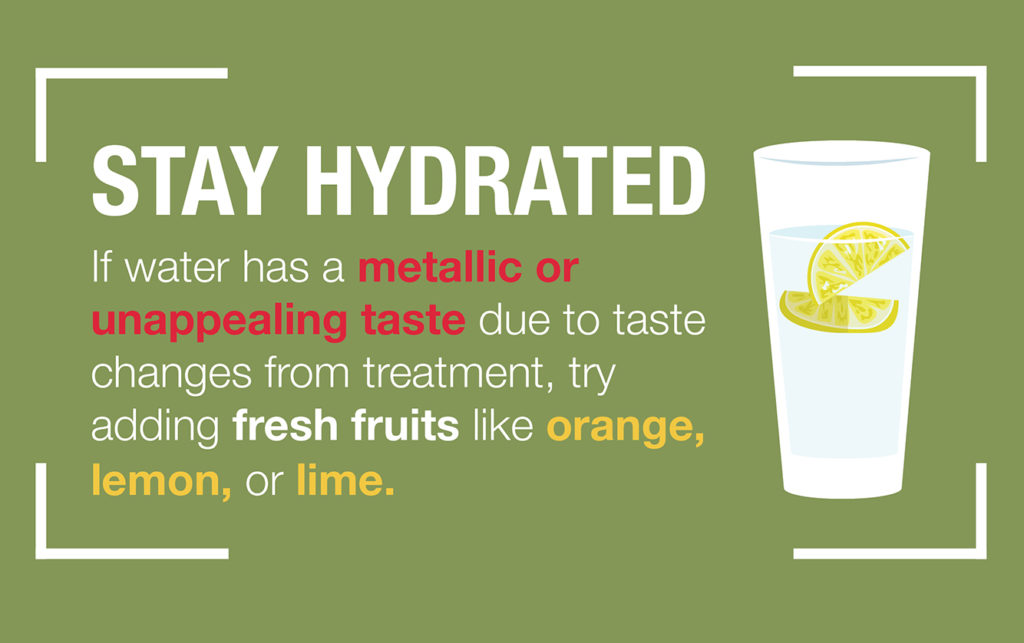 STAY HYDRATED
If water has a metallic or
unappealing taste due to taste
changes from treatment, try
adding fresh fruits like orange,
lemon, or lime.